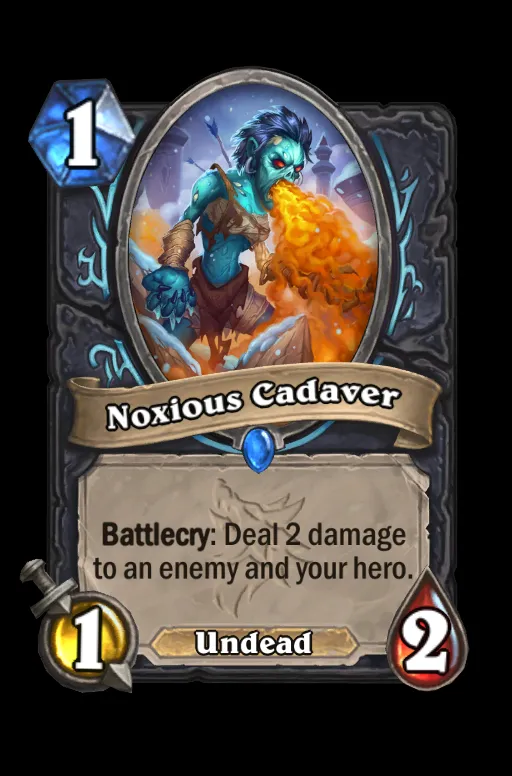 1
Noxious Cadaver
Battlecry: Deal 2 damage
to an enemy and your hero.
1
Undead
2